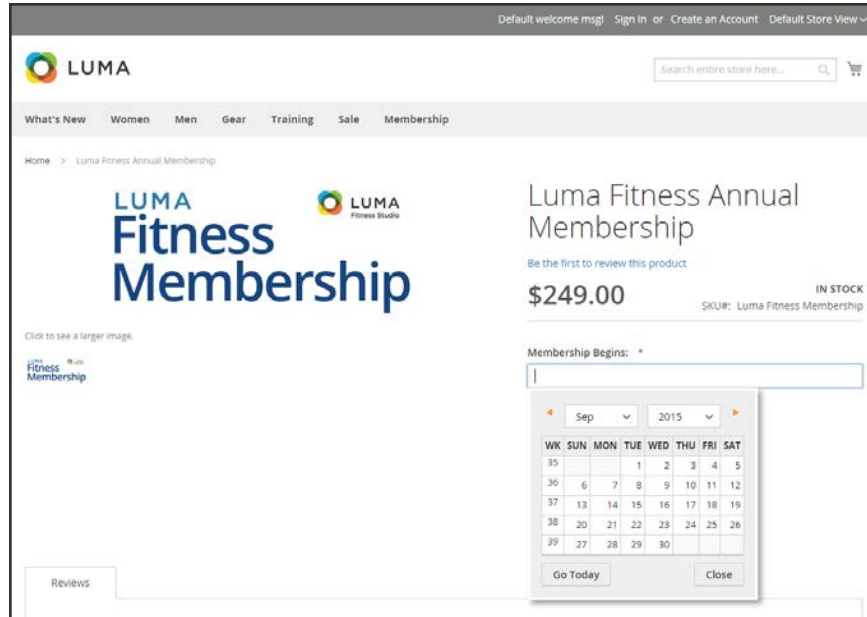 Default welcome msg! Sign In or Create an Account Default Store View
LUMA
Search entire store here...
What's New Women Men Gear Training Sale Membership
Home > Luma Fitness Annual Membership
LUMA
Fitness
Membership
LUMA
Fitness Studio
Luma Fitness Annual
Membership
Be the first to review this product
$249.00
IN STOCK
SKU#: Luma Fitness Membership
Click to see a larger image.
LUMA
Fitness
Membership
Membership Begins: *
Sep 2015
WK SUN MON TUE WED THU FRI SAT
35 1 2 3 4 5
36 6 7 8 9 10 11 12
37 13 14 15 16 17 18 19
38 20 21 22 23 24 25 26
39 27 28 29 30
Go Today Close
Reviews